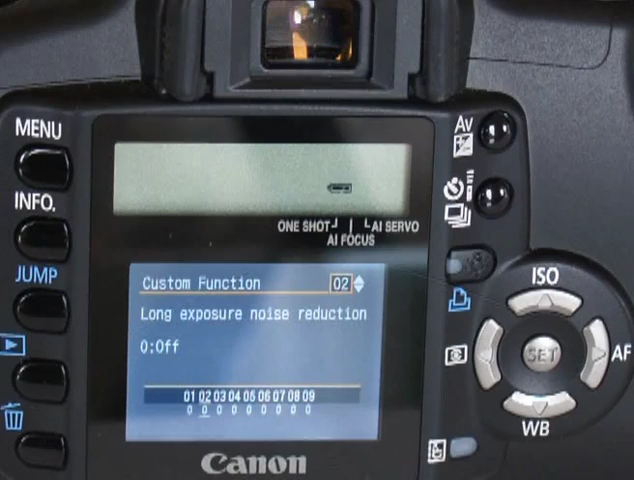 MENU
INFO.
JUMP
ONE SHOT AI SERVO
AI FOCUS
Av
Custom Function 02
Long exposure noise reduction
0:Off
01 02 03 04 05 06 07 08 09
0 0 0 0 0 0 0 0 0
ISO
SET
AF
WB
Canon